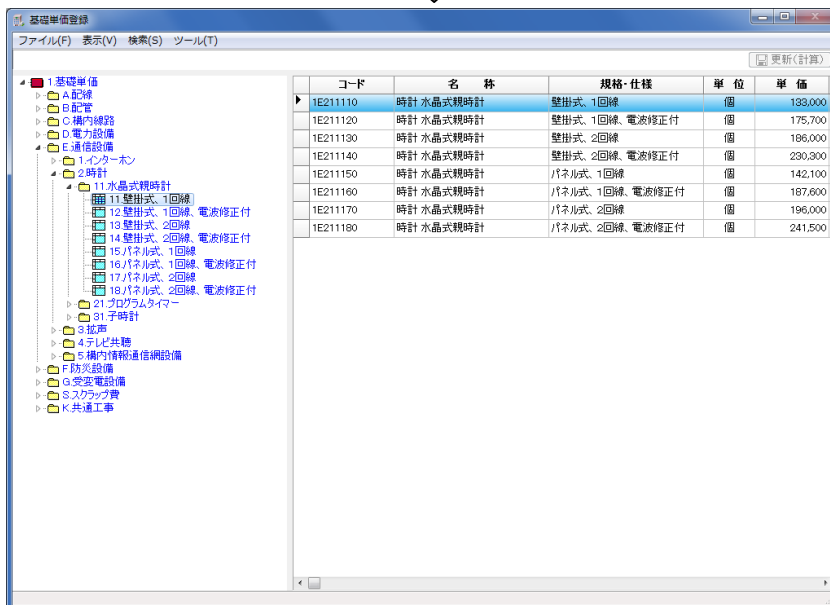 基礎単価登録
ファイル(F) 表示(V) 検索(S) ツール(T)
更新(計算)
1.基礎単価
A.配線
B.配管
C.構内線路
D.電力設備
E.通信設備
1.インターホン
2.時計
11.水晶式親時計
11.壁掛式、1回線
12.壁掛式、1回線、電波修正付
13.壁掛式、2回線
14.壁掛式、2回線、電波修正付
15.パネル式、1回線
16.パネル式、1回線、電波修正付
17.パネル式、2回線
18.パネル式、2回線、電波修正付
21.プログラムタイマー
31.子時計
3.拡声
4.テレビ共聴
5.構内情報通信網設備
F.防災設備
G.受変電設備
S.スクラップ費
K.共通工事
コード 名 称 規格・仕様 単 位 単 価
1E211110 時計 水晶式親時計 壁掛式、1回線 個 133,000
1E211120 時計 水晶式親時計 壁掛式、1回線、電波修正付 個 175,700
1E211130 時計 水晶式親時計 壁掛式、2回線 個 186,000
1E211140 時計 水晶式親時計 壁掛式、2回線、電波修正付 個 230,300
1E211150 時計 水晶式親時計 パネル式、1回線 個 142,100
1E211160 時計 水晶式親時計 パネル式、1回線、電波修正付 個 187,600
1E211170 時計 水晶式親時計 パネル式、2回線 個 196,000
1E211180 時計 水晶式親時計 パネル式、2回線、電波修正付 個 241,500